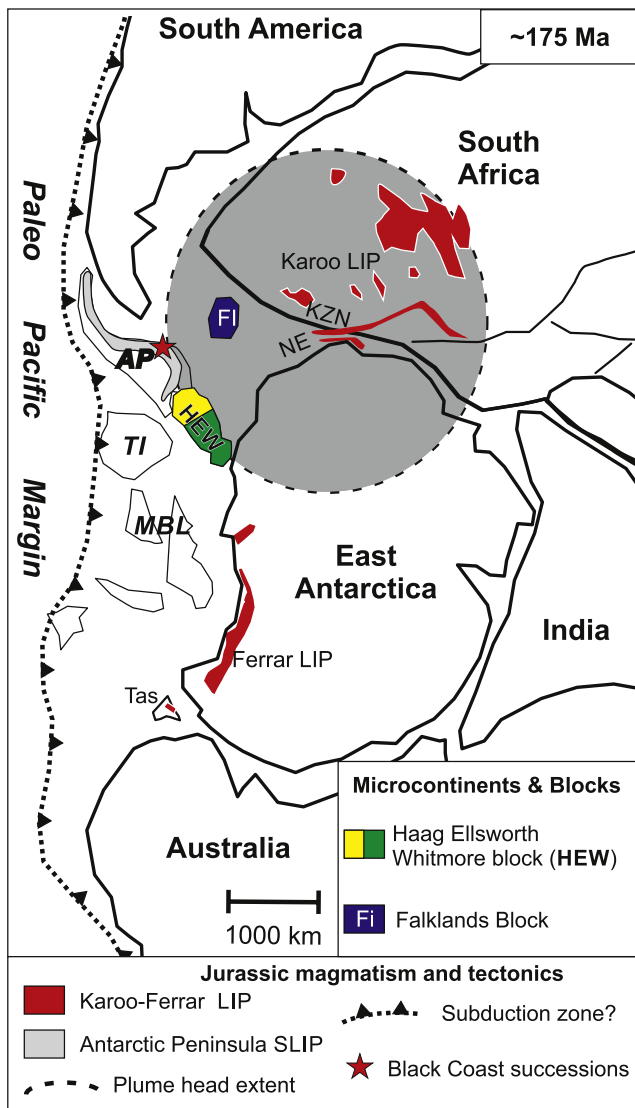 South America
~175 Ma
South
Africa
Paleo Pacific Margin
Karoo LIP
FI
KZN
NE
AP
HEW
TI
MBL
East
Antarctica
India
Ferrar LIP
Tas
Australia
1000 km
Microcontinents & Blocks
Haag Ellsworth
Whitmore block (HEW)
Fi Falklands Block
Jurassic magmatism and tectonics
Karoo-Ferrar LIP
Subduction zone?
Antarctic Peninsula SLIP
Black Coast successions
Plume head extent